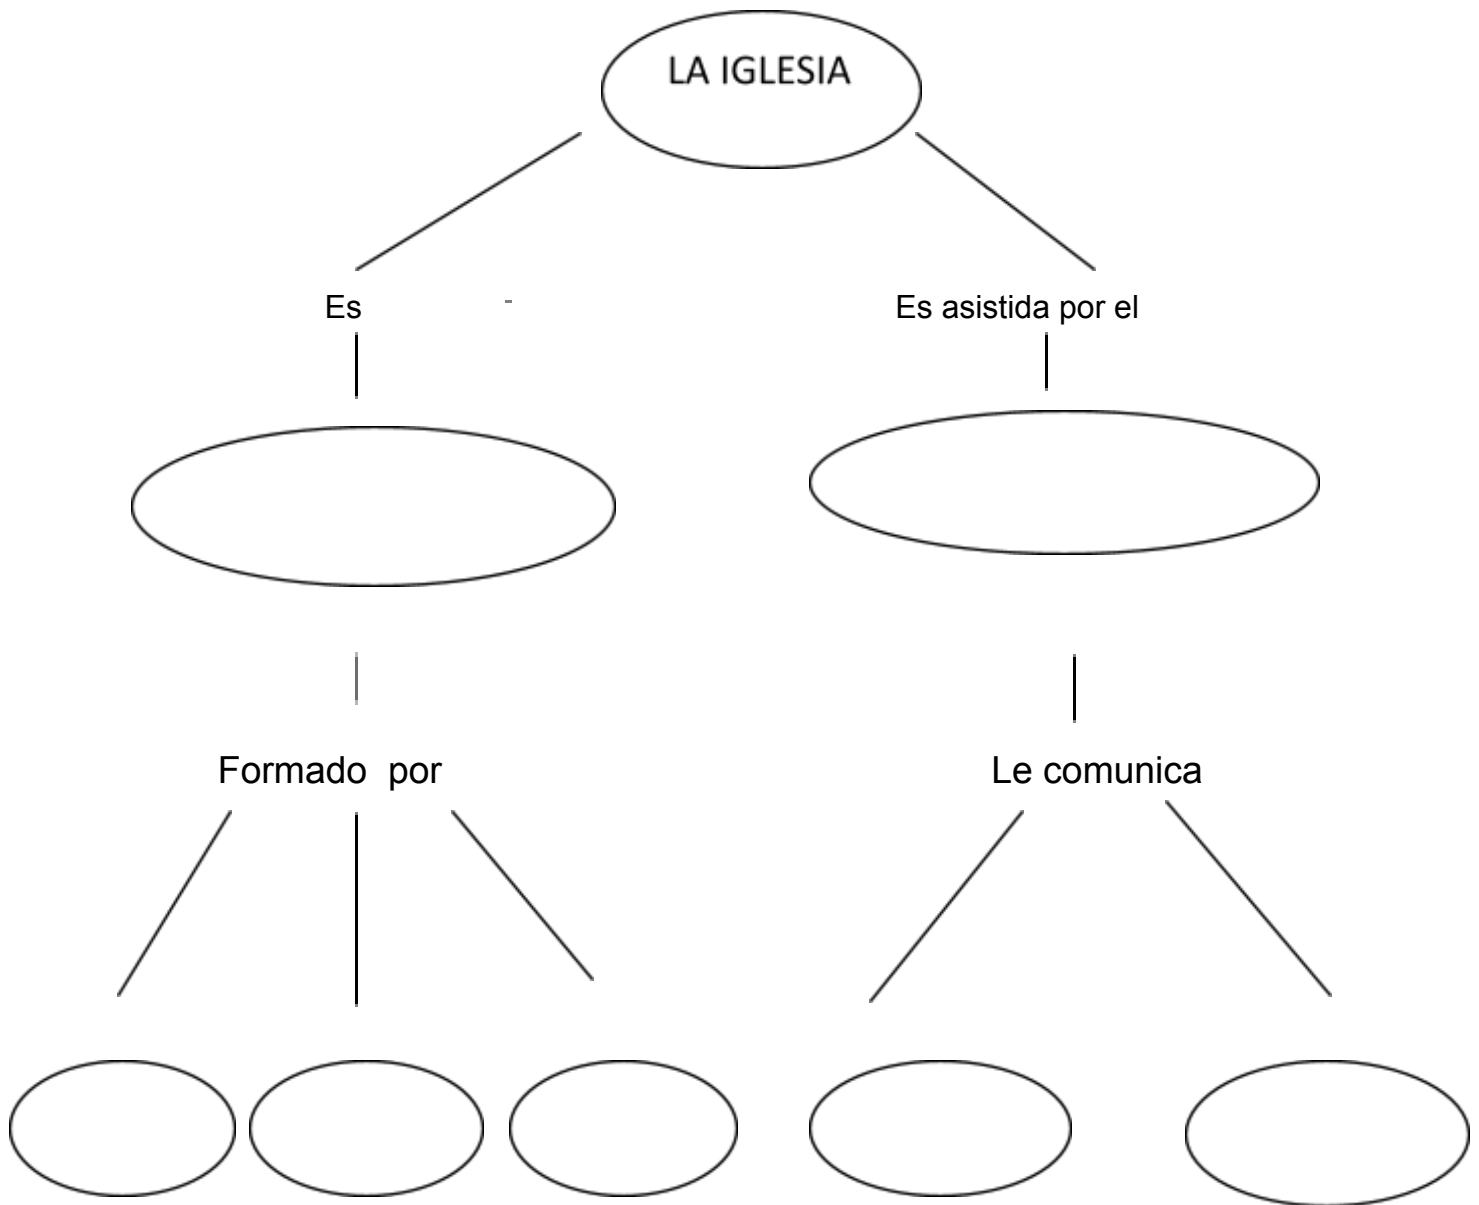 LA IGLESIA
Es
Es asistida por el
Formado por
Le comunica